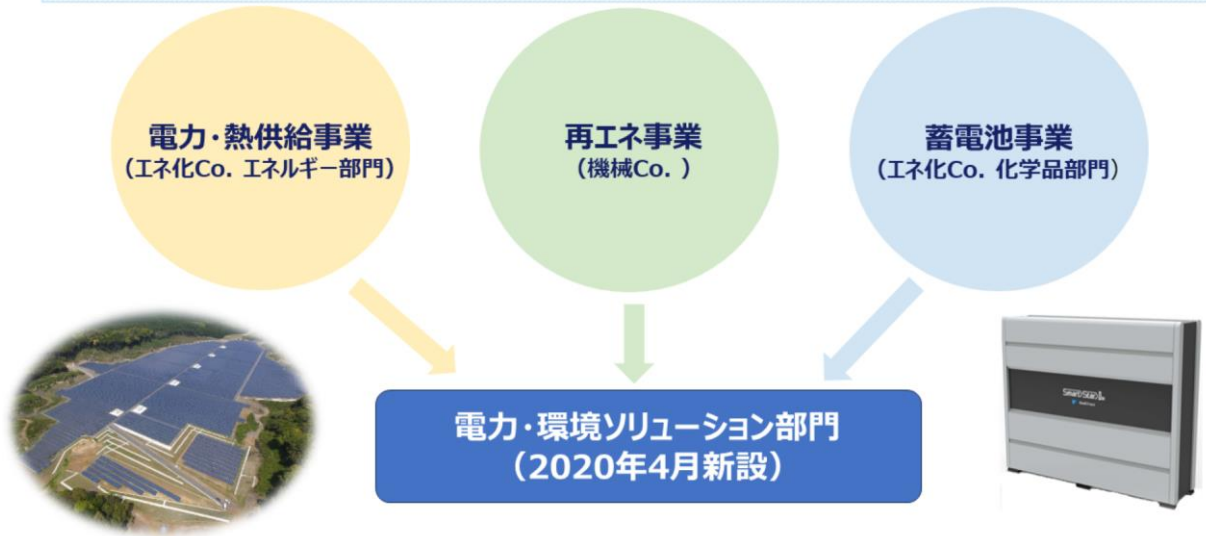 電力・熱供給事業
(エネ化Co. エネルギー部門)
再エネ事業
(機械Co. )
蓄電池事業
(エネ化Co. 化学品部門)
電力・環境ソリューション部門
(2020年4月新設)